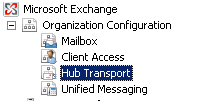 Microsoft Exchange
Organization Configuration
Mailbox
Client Access
Hub Transport
Unified Messaging